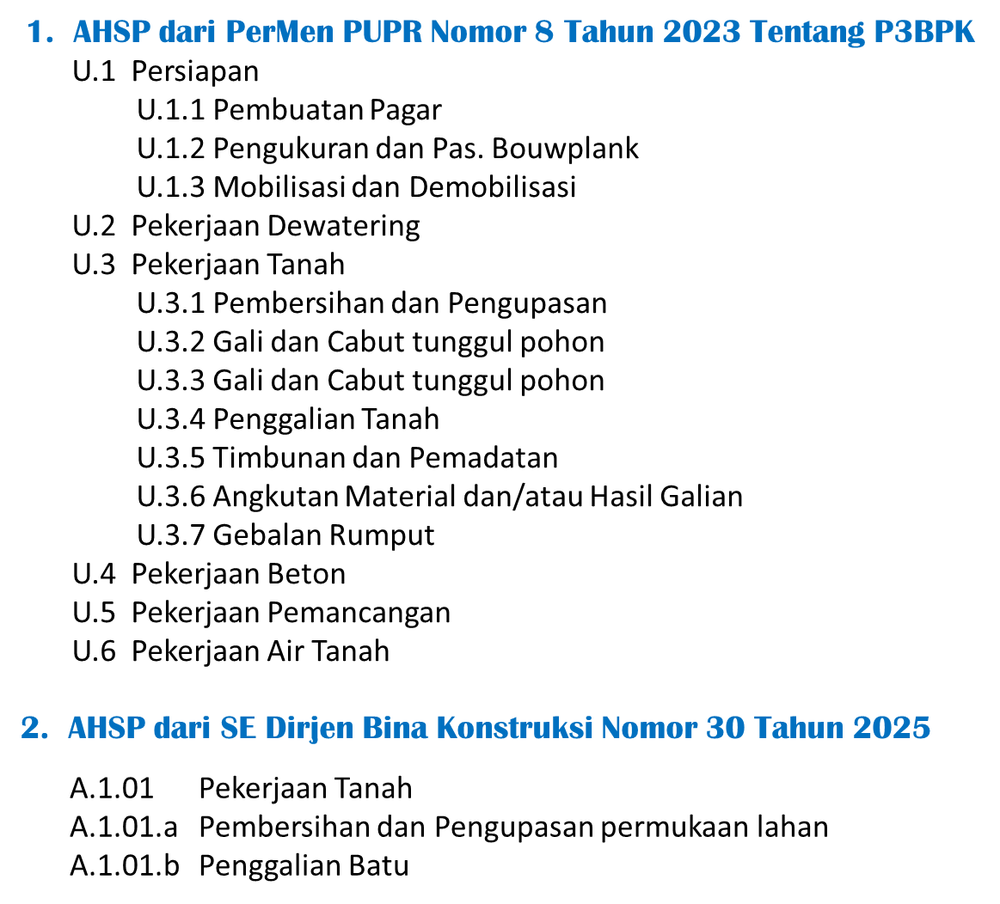 1. AHSP dari PerMen PUPR Nomor 8 Tahun 2023 Tentang P3BPK
U.1 Persiapan
U.1.1 Pembuatan Pagar
U.1.2 Pengukuran dan Pas. Bouwplank
U.1.3 Mobilisasi dan Demobilisasi
U.2 Pekerjaan Dewatering
U.3 Pekerjaan Tanah
U.3.1 Pembersihan dan Pengupasan
U.3.2 Gali dan Cabut tunggul pohon
U.3.3 Gali dan Cabut tunggul pohon
U.3.4 Penggalian Tanah
U.3.5 Timbunan dan Pemadatan
U.3.6 Angkutan Material dan/atau Hasil Galian
U.3.7 Gebalan Rumput
U.4 Pekerjaan Beton
U.5 Pekerjaan Pemancangan
U.6 Pekerjaan Air Tanah
2. AHSP dari SE Dirjen Bina Konstruksi Nomor 30 Tahun 2025
A.1.01 Pekerjaan Tanah
A.1.01.a Pembersihan dan Pengupasan permukaan lahan
A.1.01.b Penggalian Batu